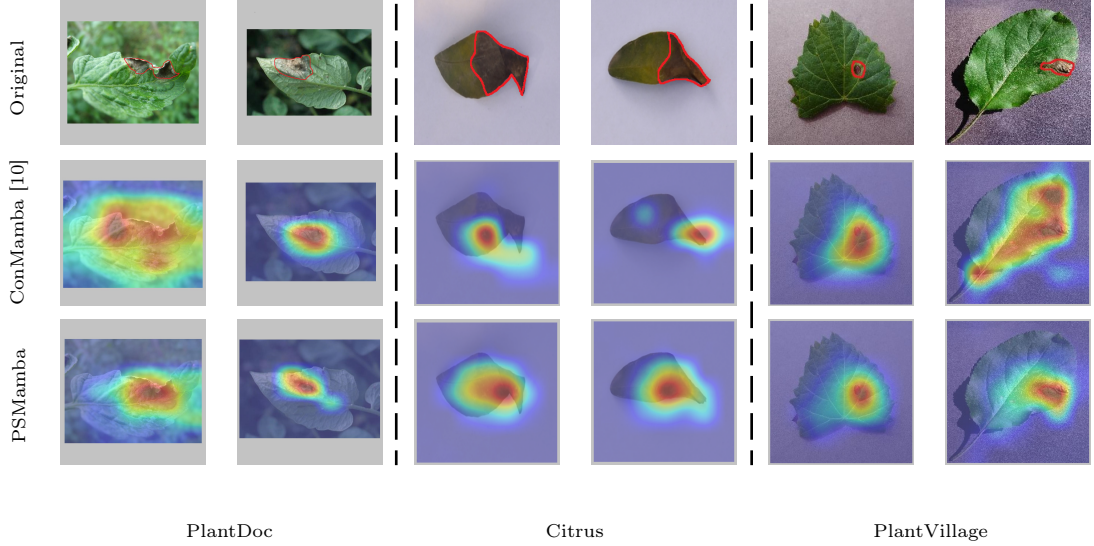 Original
ConMamba [10]
PSMamba
PlantDoc
Citrus
PlantVillage